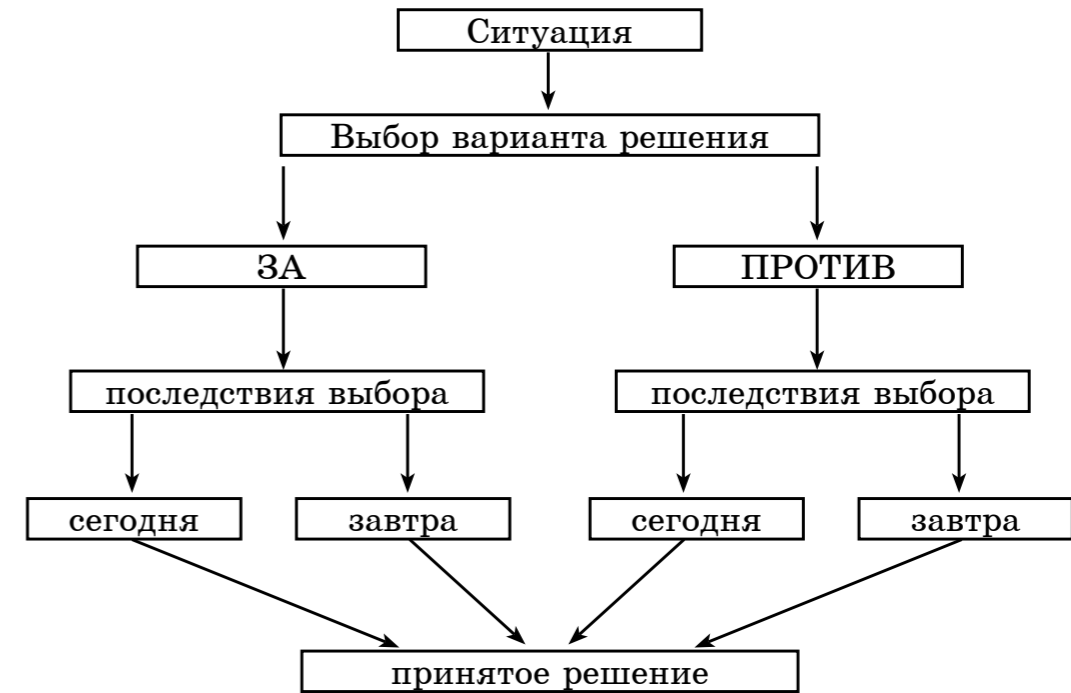 Ситуация
Выбор варианта решения
ЗА
ПРОТИВ
последствия выбора
последствия выбора
сегодня
завтра
сегодня
завтра
принятое решение